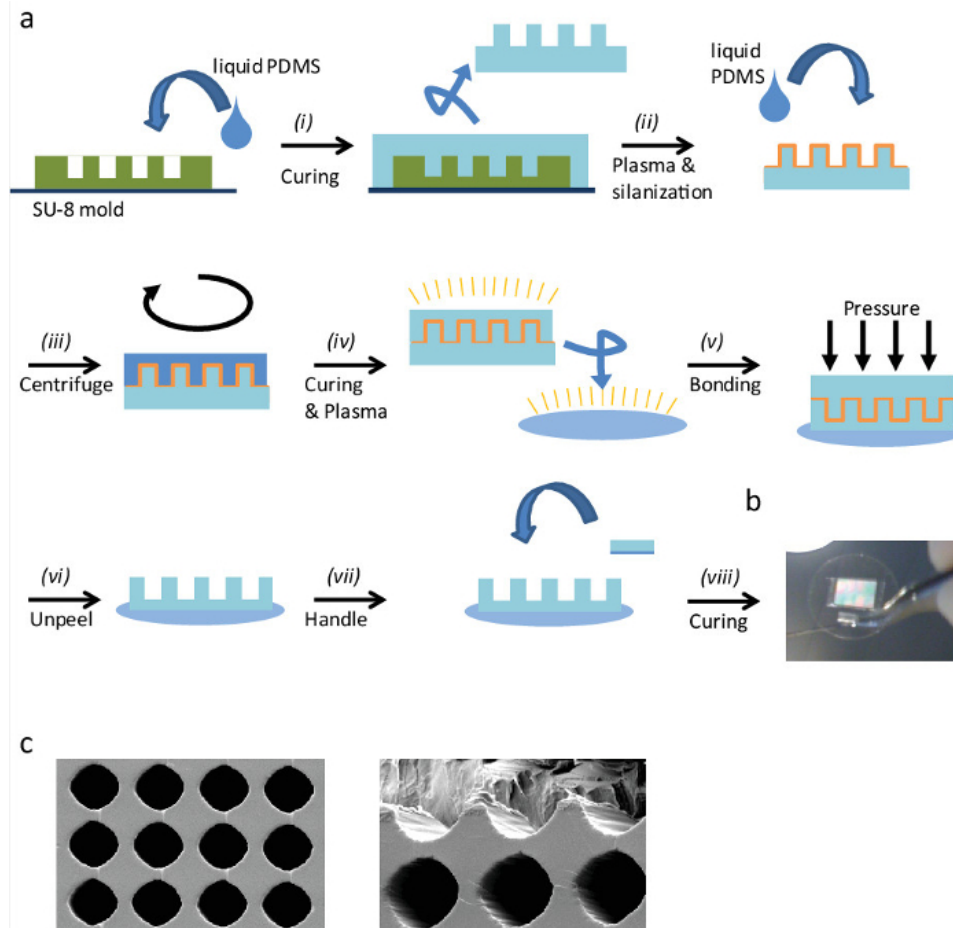 a
liquid PDMS
(i)
Curing
SU-8 mold
(ii)
Plasma &
silanization
liquid
PDMS
(iii)
Centrifuge
(iv)
Curing
& Plasma
(v)
Bonding
Pressure
(vi)
Unpeel
(vii)
Handle
(viii)
Curing
b
c